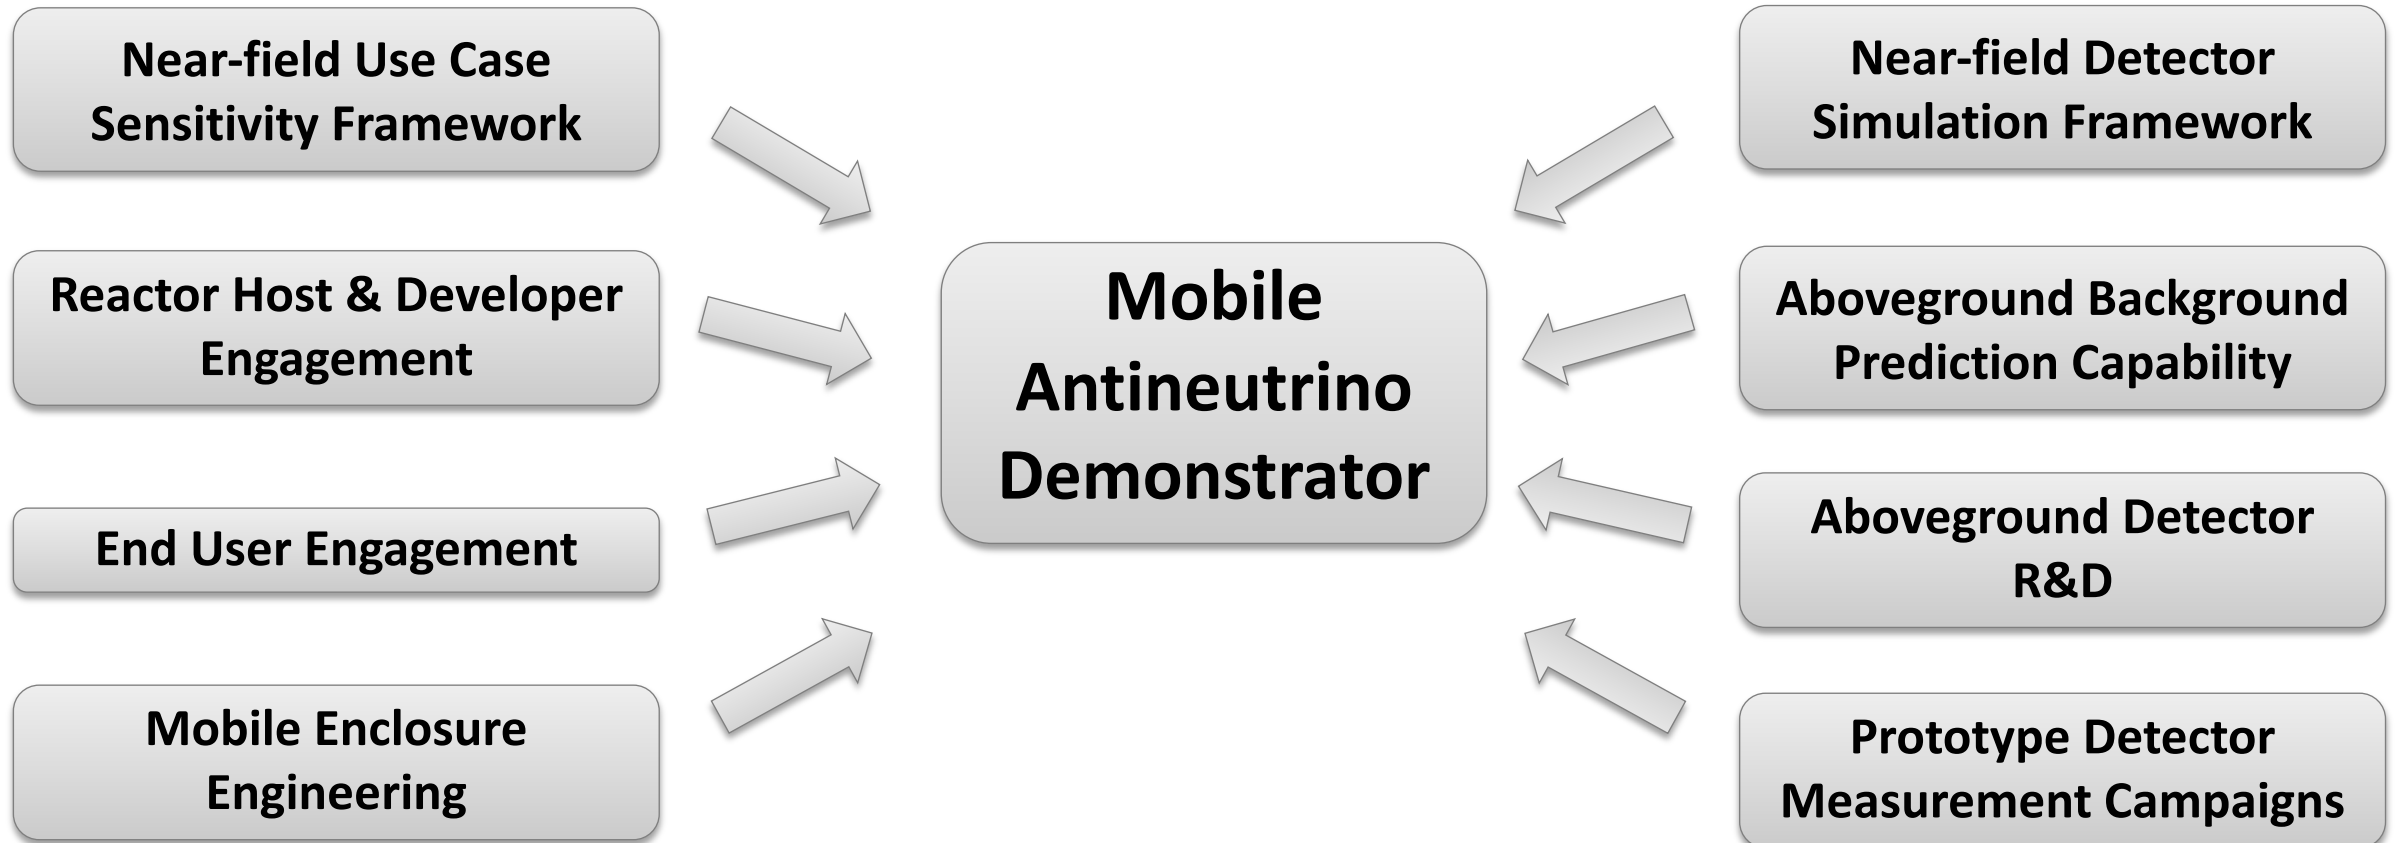 Near-field Use Case
Sensitivity Framework
Reactor Host & Developer
Engagement
End User Engagement
Mobile Enclosure
Engineering
Mobile
Antineutrino
Demonstrator
Near-field Detector
Simulation Framework
Aboveground Background
Prediction Capability
Aboveground Detector
R&D
Prototype Detector
Measurement Campaigns